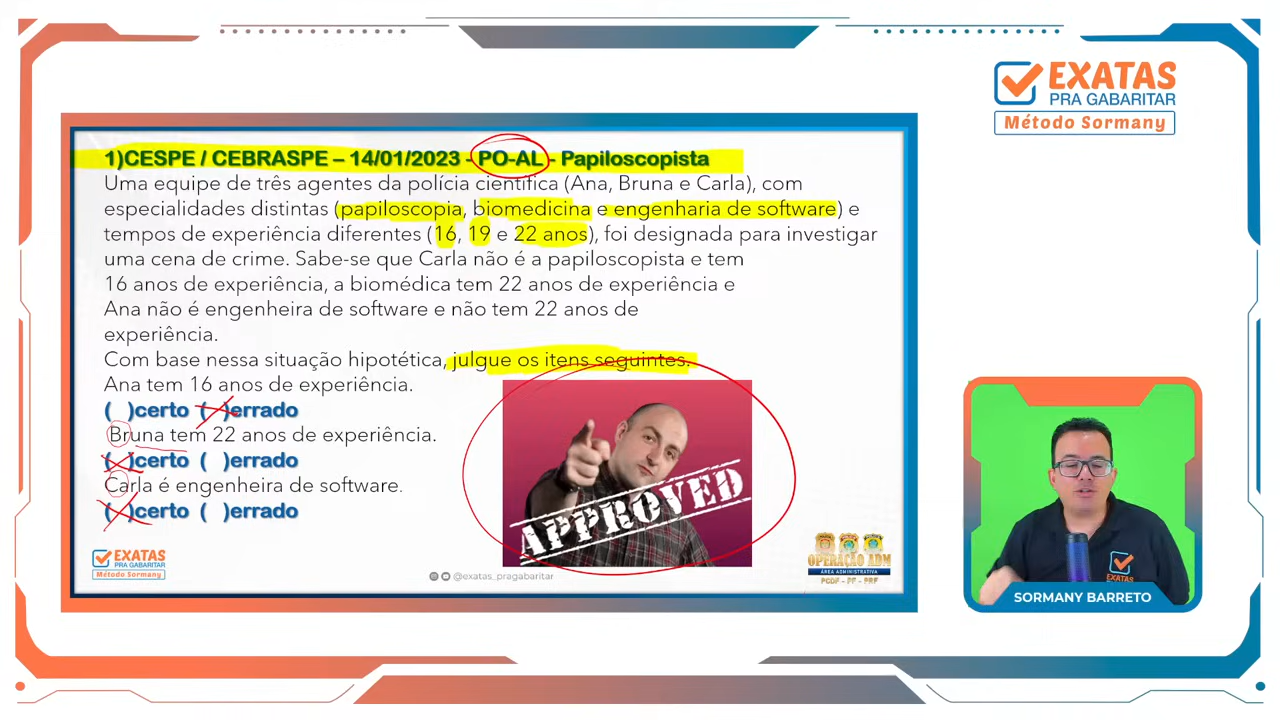 EXATAS
PRA GABARITAR
Método Sormany
1)CESPE / CEBRASPE – 14/01/2023 - PO-AL - Papiloscopista
Uma equipe de três agentes da polícia científica (Ana, Bruna e Carla), com
especialidades distintas (papiloscopia, biomedicina e engenharia de software) e
tempos de experiência diferentes (16, 19 e 22 anos), foi designada para investigar
uma cena de crime. Sabe-se que Carla não é a papiloscopista e tem
16 anos de experiência, a biomédica tem 22 anos de experiência e
Ana não é engenheira de software e não tem 22 anos de
experiência.
Com base nessa situação hipotética, julgue os itens seguintes.
Ana tem 16 anos de experiência.
( )certo ( )errado
Bruna tem 22 anos de experiência.
( )certo ( )errado
Carla é engenheira de software.
( )certo ( )errado
APPROVED
EXATAS
PRA GABARITAR
Método Sormany
@exatas_pragabaritar
OPERAÇÃO ADM
ÁREA ADMINISTRATIVA
PCDF - PF - PRF
EXATAS
SORMANY BARRETO